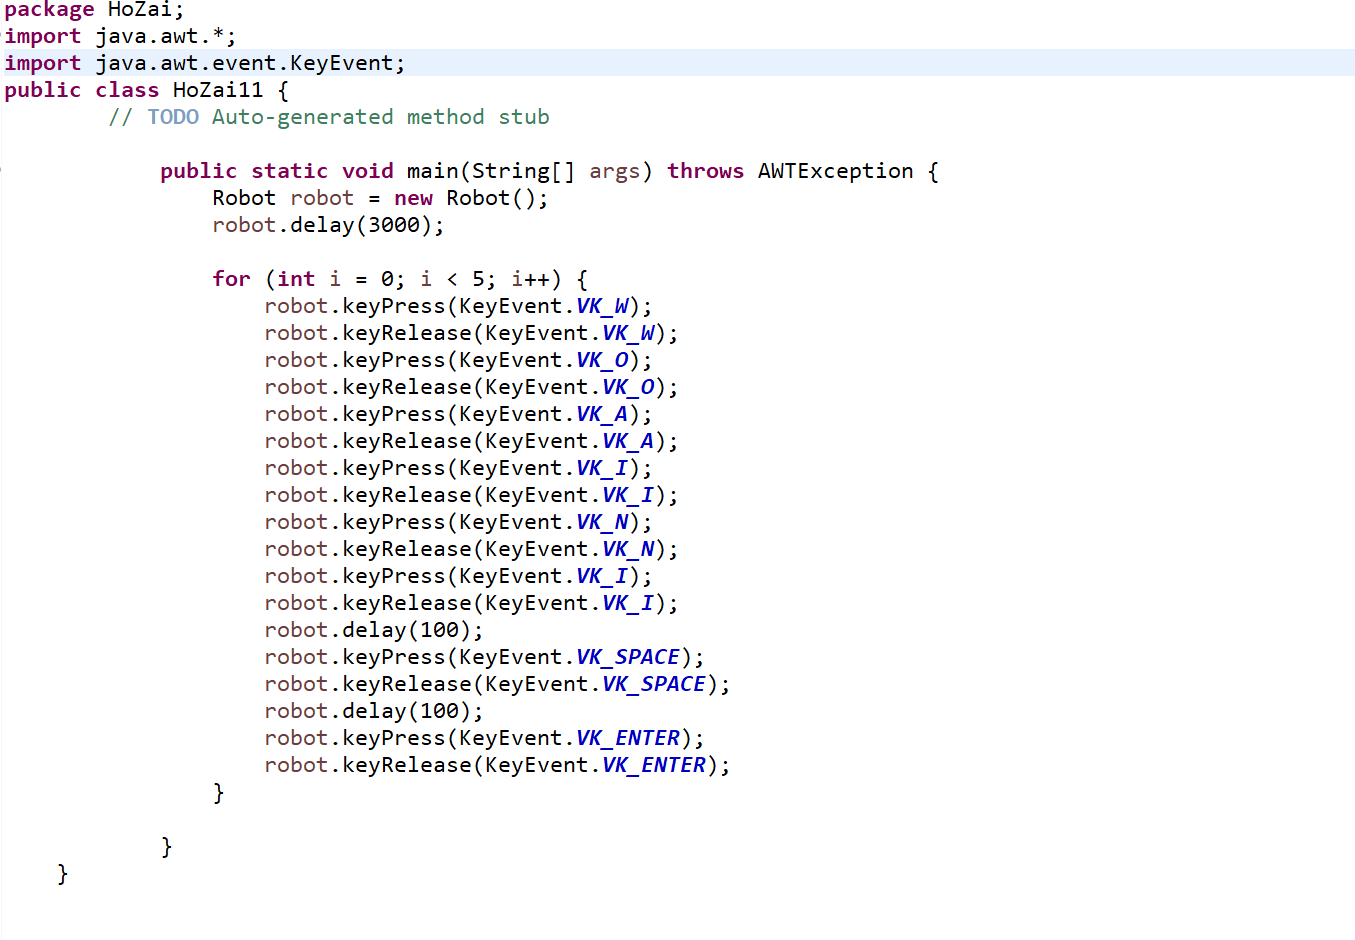 package HoZai;
import java.awt.*;
import java.awt.event.KeyEvent;
public class HoZai11 {
// TODO Auto-generated method stub
public static void main(String[] args) throws AWTException {
Robot robot = new Robot();
robot.delay(3000);
for (int i = 0; i < 5; i++) {
robot.keyPress(KeyEvent.VK_W);
robot.keyRelease(KeyEvent.VK_W);
robot.keyPress(KeyEvent.VK_O);
robot.keyRelease(KeyEvent.VK_O);
robot.keyPress(KeyEvent.VK_A);
robot.keyRelease(KeyEvent.VK_A);
robot.keyPress(KeyEvent.VK_I);
robot.keyRelease(KeyEvent.VK_I);
robot.keyPress(KeyEvent.VK_N);
robot.keyRelease(KeyEvent.VK_N);
robot.keyPress(KeyEvent.VK_I);
robot.keyRelease(KeyEvent.VK_I);
robot.delay(100);
robot.keyPress(KeyEvent.VK_SPACE);
robot.keyRelease(KeyEvent.VK_SPACE);
robot.delay(100);
robot.keyPress(KeyEvent.VK_ENTER);
robot.keyRelease(KeyEvent.VK_ENTER);
}
}
}